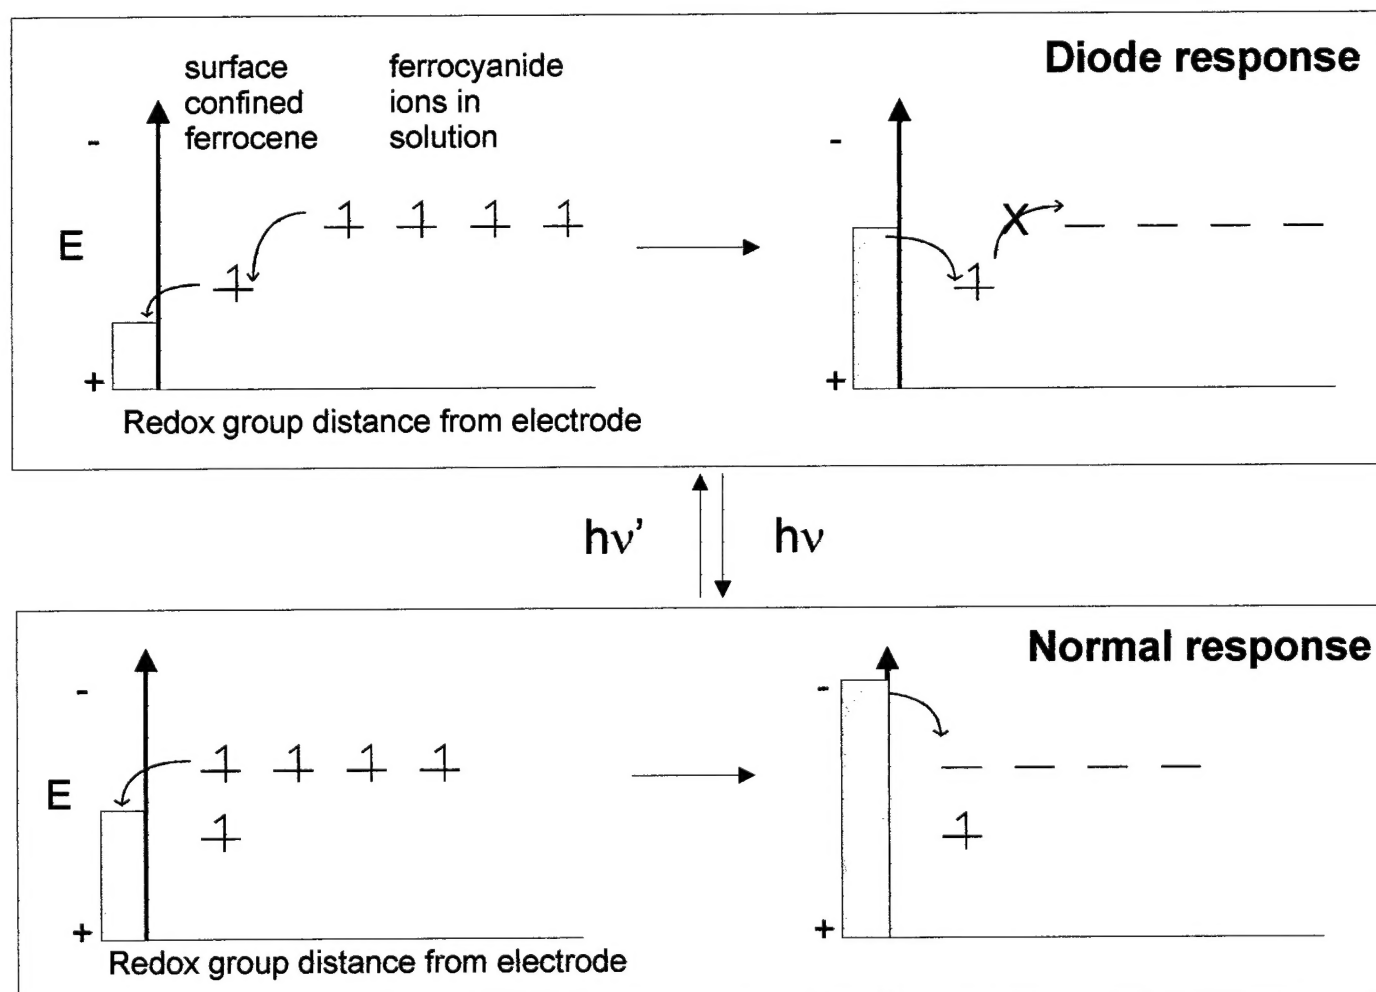 Diode response
surface
confined
ferrocene
ferrocyanide
ions in
solution
-
E
+
-
X
+
Redox group distance from electrode
hν’
hν
Normal response
-
E
+
-
+
Redox group distance from electrode